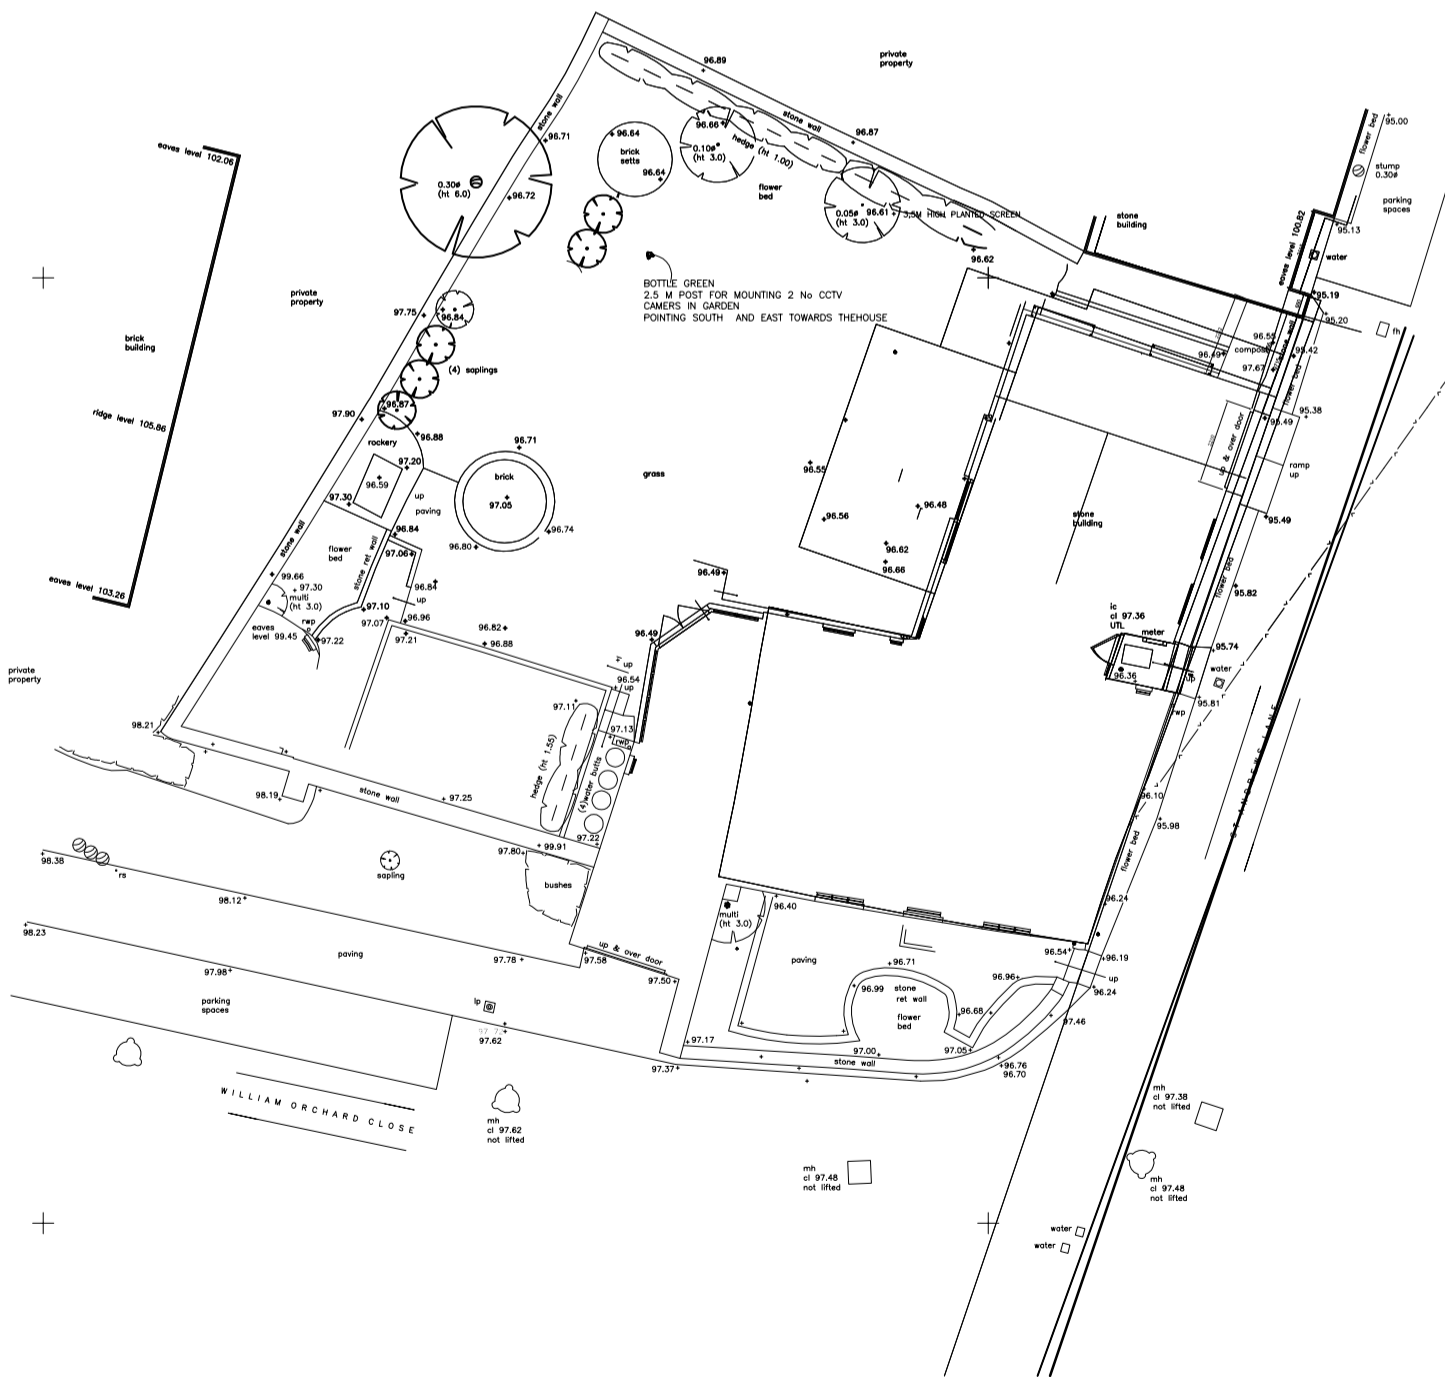 private
property
96.89
stone wall
96.87
stone wall
96.71
96.64
brick
setts
96.64
96.66
0.10ø
(ht 3.0)
hedge (ht 1.00)
flower
bed
0.30ø
(ht 6.0)
96.72
0.05ø
(ht 3.0)
96.61
3.5M HIGH PLANTED SCREEN
96.62
stone
building
eaves level 100.82
flower bed
95.00
stump
0.30ø
parking
spaces
95.13
water
95.19
95.20
fh
eaves level 102.06
brick
building
ridge level 105.86
eaves level 103.26
private
property
BOTTLE GREEN
2.5 M POST FOR MOUNTING 2 No CCTV
CAMERS IN GARDEN
POINTING SOUTH AND EAST TOWARDS THEHOUSE
97.75
96.84
(4) saplings
97.90
96.87
96.88
rockery
97.20
96.59
97.30
up
paving
96.71
brick
97.05
96.74
96.80
grass
96.55
96.56
96.48
96.62
96.66
stone
building
96.55
96.49
compost
97.67
stone wall
95.42
flower bed
95.38
95.49
up & over door
ramp
up
95.49
flower bed
95.82
stone wall
flower
bed
stone ret wall
96.84
97.06
96.84
up
99.66
97.30
multi
(ht 3.0)
rwp
eaves
level 99.45
97.22
97.10
97.07
96.96
97.21
96.82
96.88
96.49
96.49
up
96.54
up
ic
cl 97.36
UTL
meter
96.36
up
95.74
water
95.81
rwp
private
property
98.21
97.11
97.13
rwp
hedge (ht 1.55)
(4)water butts
98.19
stone wall
97.25
97.22
99.91
97.80
bushes
ST ANDREWS LANE
96.10
95.98
flower bed
96.24
98.38
rs
98.12
sapling
98.23
paving
97.98
97.78
97.58
up & over door
97.50
parking
spaces
lp
97.72
97.62
multi
(ht 3.0)
96.40
paving
96.71
96.99
stone
ret wall
flower
bed
96.96
96.68
96.54
96.19
up
96.24
97.46
97.17
97.00
97.05
stone wall
96.76
96.70
97.37
WILLIAM ORCHARD CLOSE
mh
cl 97.62
not lifted
mh
cl 97.38
not lifted
mh
cl 97.48
not lifted
mh
cl 97.48
not lifted
water
water